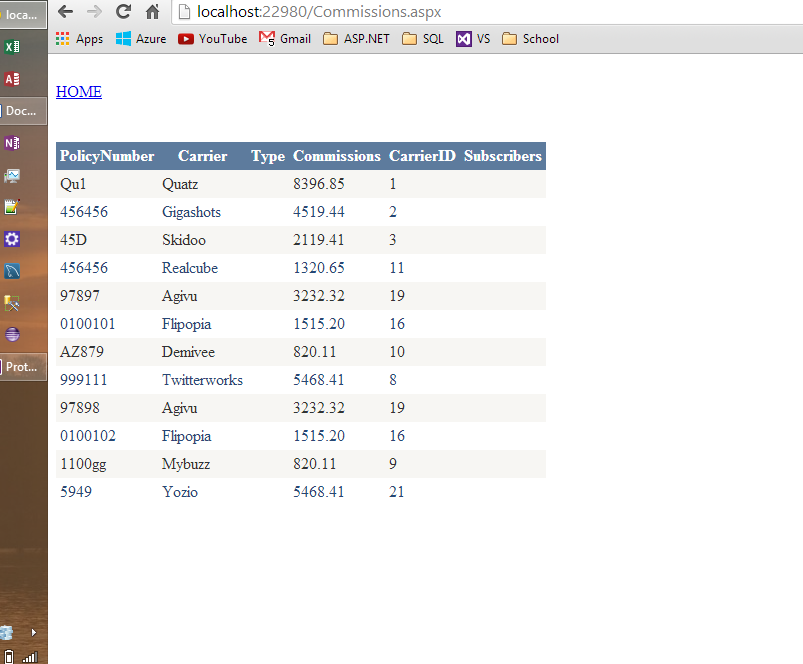 loca...
localhost:22980/Commissions.aspx
Apps Azure YouTube Gmail ASP.NET SQL VS School
Doc...
HOME
PolicyNumber Carrier Type Commissions CarrierID Subscribers
Qu1 Quatz 8396.85 1
456456 Gigashots 4519.44 2
45D Skidoo 2119.41 3
456456 Realcube 1320.65 11
97897 Agivu 3232.32 19
0100101 Flipopia 1515.20 16
AZ879 Demivee 820.11 10
Prot...
999111 Twitterworks 5468.41 8
97898 Agivu 3232.32 19
0100102 Flipopia 1515.20 16
1100gg Mybuzz 820.11 9
5949 Yozio 5468.41 21